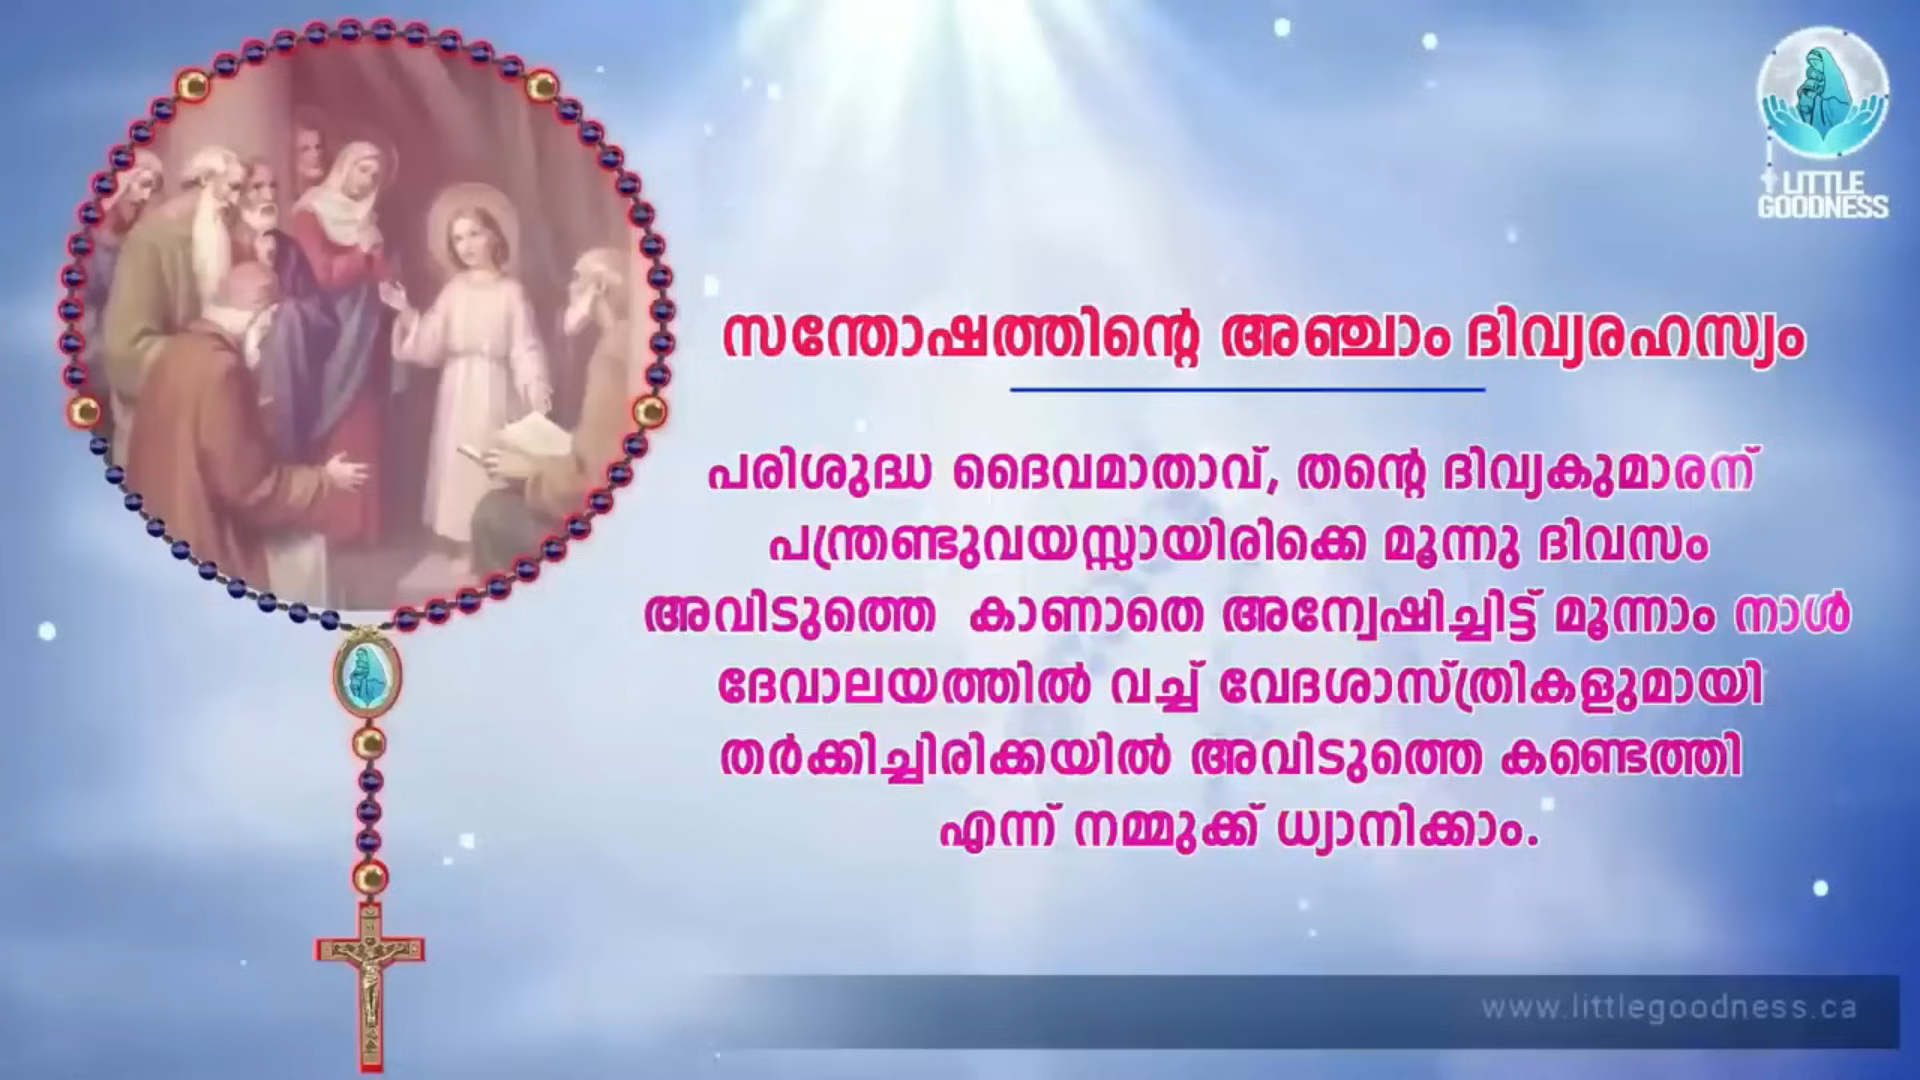 LITTLE
GOODNESS
സന്തോഷത്തിന്റെ അഞ്ചാം ദിവ്യരഹസ്യം
പരിശുദ്ധ ദൈവമാതാവ്, തന്റെ ദിവ്യകുമാരന്
പന്ത്രണ്ടുവയസ്സായിരിക്കെ മൂന്നു ദിവസം
അവിടുത്തെ കാണാതെ അന്വേഷിച്ചിട്ട് മൂന്നാം നാൾ
ദേവാലയത്തിൽ വച്ച് വേദശാസ്ത്രികളുമായി
തർക്കിച്ചിരിക്കയിൽ അവിടുത്തെ കണ്ടെത്തി
എന്ന് നമ്മുക്ക് ധ്യാനിക്കാം.
www.littlegoodness.ca